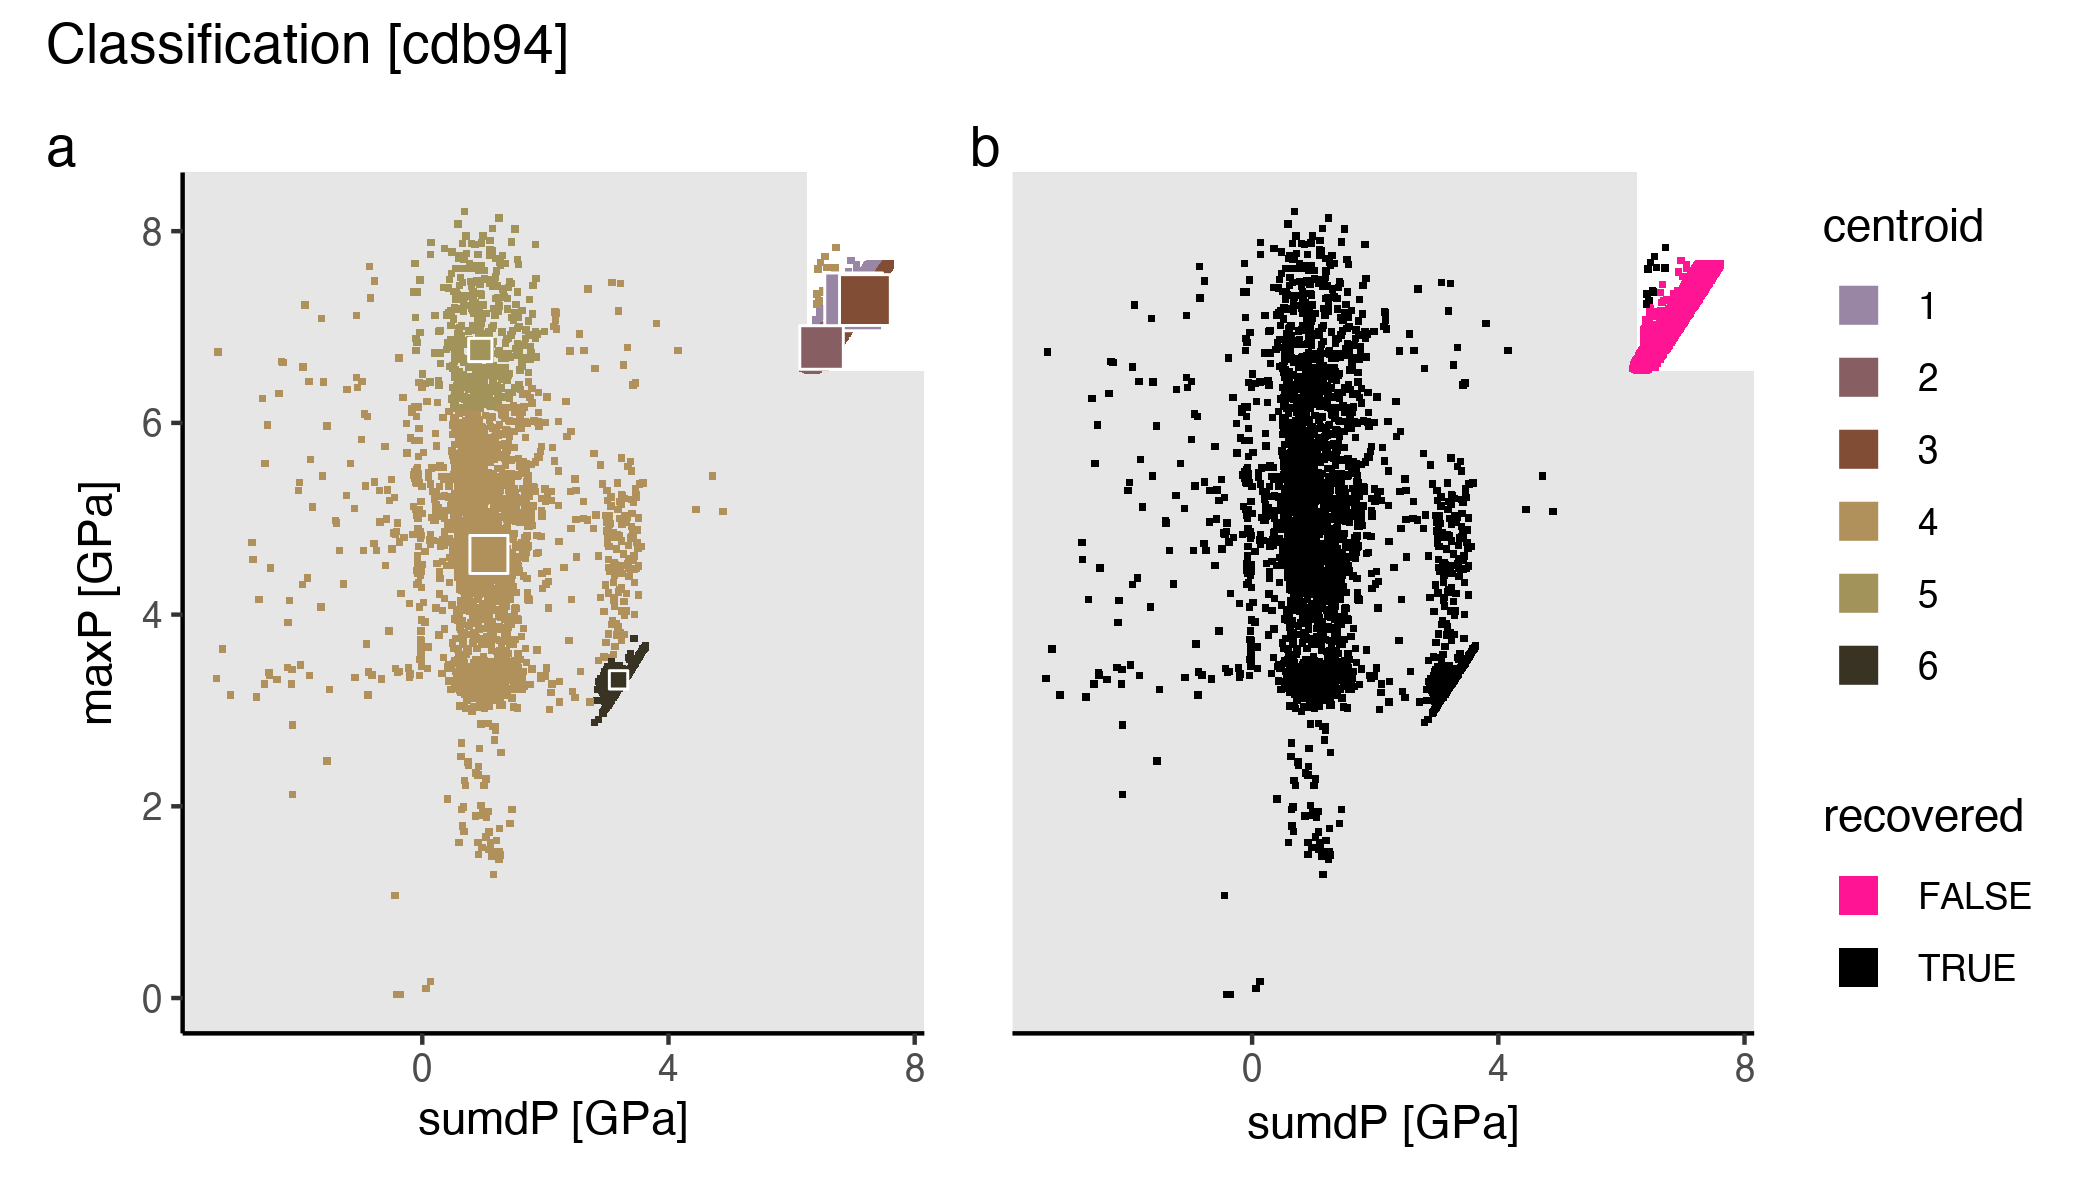 Classification [cdb94]
a
b
maxP [GPa]
8
6
4
2
0
0
4
8
sumdP [GPa]
0
4
8
sumdP [GPa]
centroid
1
2
3
4
5
6
recovered
FALSE
TRUE